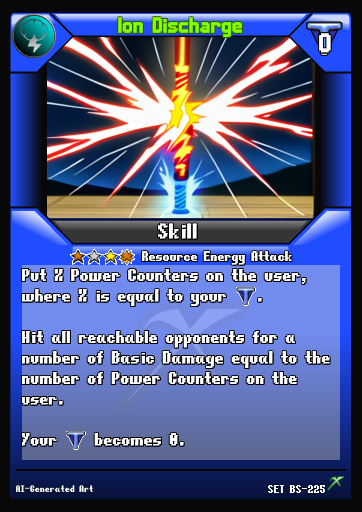 Ion Discharge
0
Skill
Resource Energy Attack
Put X Power Counters on the user,
where X is equal to your .
Hit all reachable opponents for a
number of Basic Damage equal to the
number of Power Counters on the
user.
Your becomes 0.
AI-Generated Art
SET BS-225